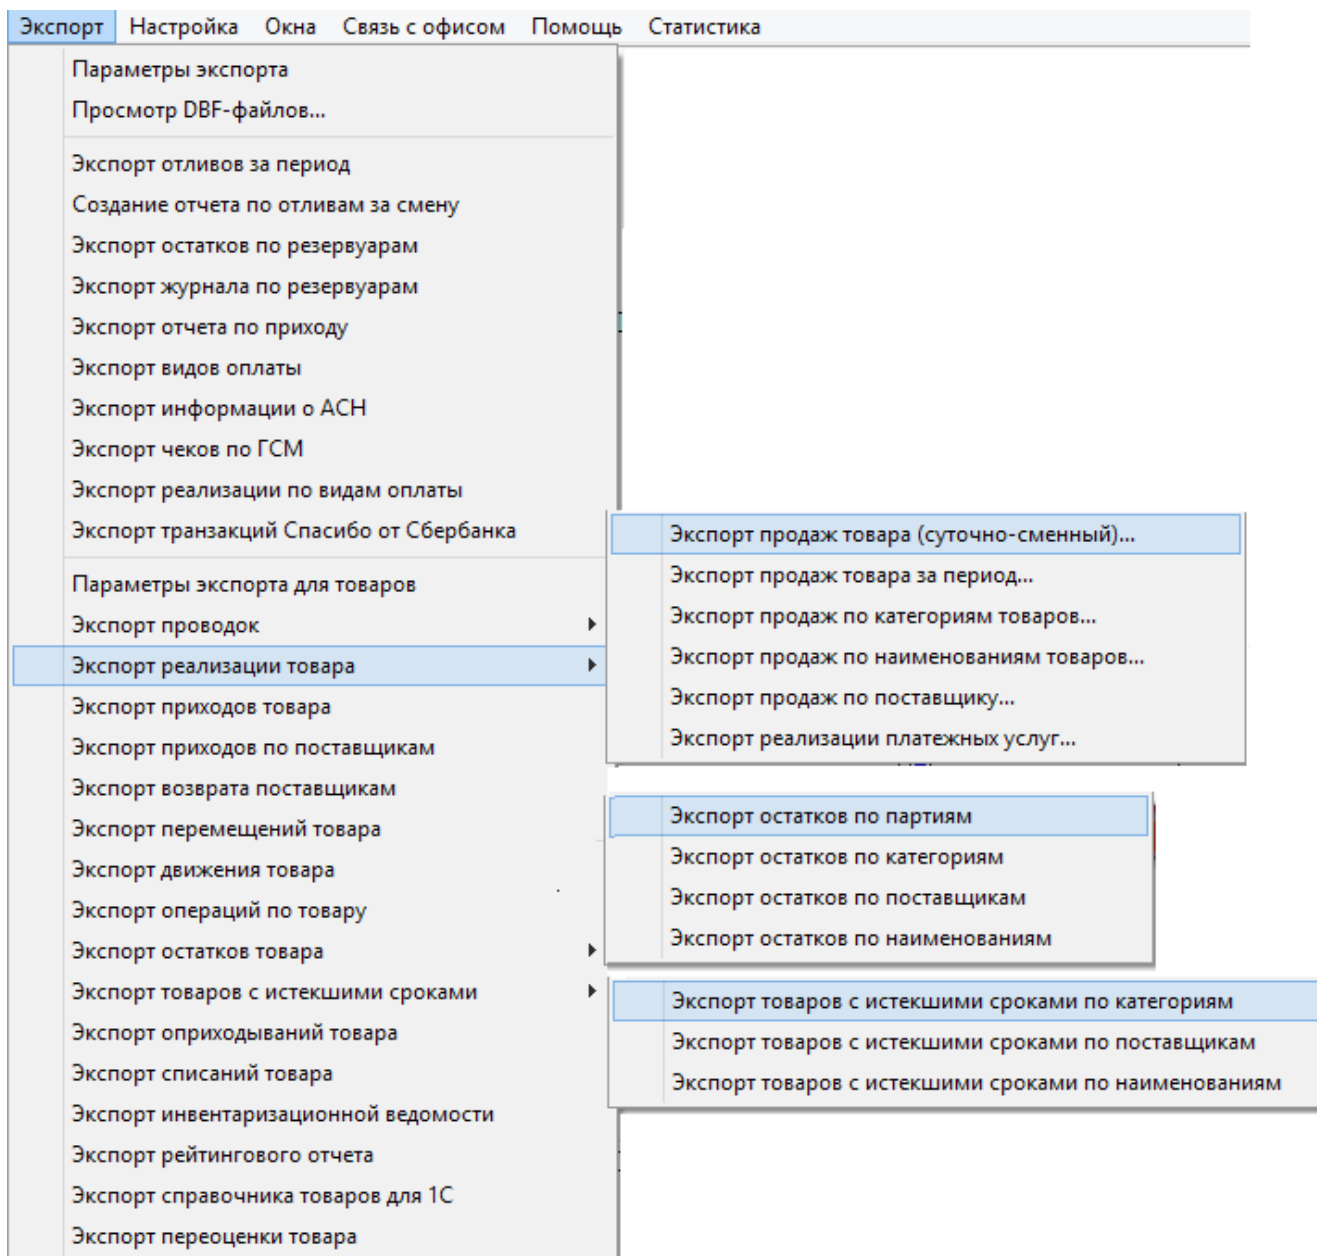 Экспорт Настройка Окна Связь с офисом Помощь Статистика
Параметры экспорта
Просмотр DBF-файлов...
Экспорт отливов за период
Создание отчета по отливам за смену
Экспорт остатков по резервуарам
Экспорт журнала по резервуарам
Экспорт отчета по приходу
Экспорт видов оплаты
Экспорт информации о АСН
Экспорт чеков по ГСМ
Экспорт реализации по видам оплаты
Экспорт транзакций Спасибо от Сбербанка
Параметры экспорта для товаров
Экспорт проводок
Экспорт реализации товара
Экспорт приходов товара
Экспорт приходов по поставщикам
Экспорт возврата поставщикам
Экспорт перемещений товара
Экспорт движения товара
Экспорт операций по товару
Экспорт остатков товара
Экспорт товаров с истекшими сроками
Экспорт оприходываний товара
Экспорт списаний товара
Экспорт инвентаризационной ведомости
Экспорт рейтингового отчета
Экспорт справочника товаров для 1С
Экспорт переоценки товара
Экспорт продаж товара (суточно-сменный)...
Экспорт продаж товара за период...
Экспорт продаж по категориям товаров...
Экспорт продаж по наименованиям товаров...
Экспорт продаж по поставщику...
Экспорт реализации платежных услуг...
Экспорт остатков по партиям
Экспорт остатков по категориям
Экспорт остатков по поставщикам
Экспорт остатков по наименованиям
Экспорт товаров с истекшими сроками по категориям
Экспорт товаров с истекшими сроками по поставщикам
Экспорт товаров с истекшими сроками по наименованиям